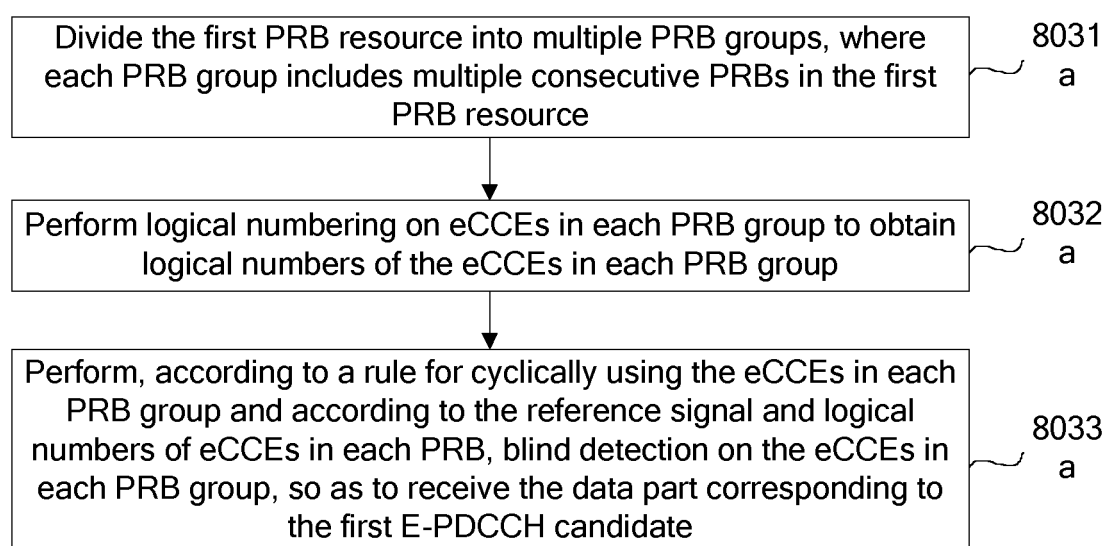 Divide the first PRB resource into multiple PRB groups, where
each PRB group includes multiple consecutive PRBs in the first
PRB resource
8031
a
Perform logical numbering on eCCEs in each PRB group to obtain
logical numbers of the eCCEs in each PRB group
8032
a
Perform, according to a rule for cyclically using the eCCEs in each
PRB group and according to the reference signal and logical
numbers of eCCEs in each PRB, blind detection on the eCCEs in
each PRB group, so as to receive the data part corresponding to
the first E-PDCCH candidate
8033
a